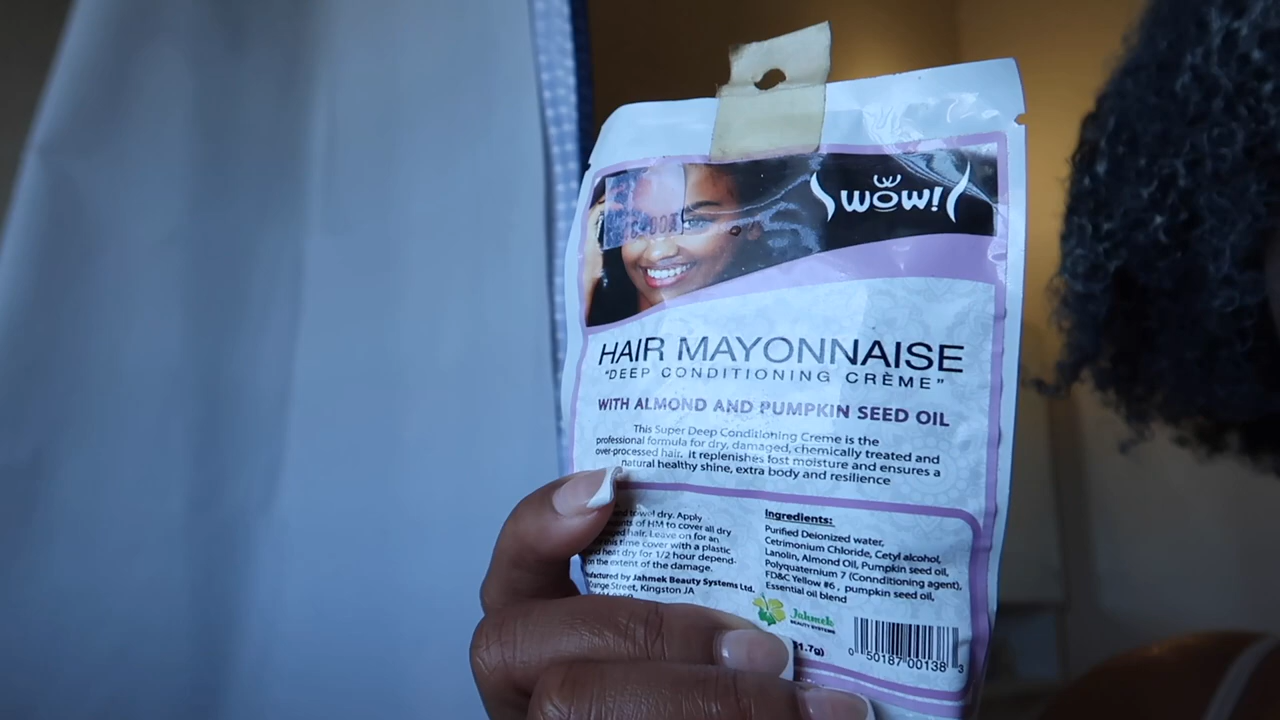 WOW!
HAIR MAYONNAISE
"DEEP CONDITIONING CRÈME"
WITH ALMOND AND PUMPKIN SEED OIL
This Super Deep Conditioning Creme is the
professional formula for dry, damaged, chemically treated and
over-processed hair. It replenishes lost moisture and ensures a
natural healthy shine, extra body and resilience
towel dry. Apply
of HM to cover all dry
hair. Leave on for an
this time cover with a plastic
heat dry for 1/2 hour depend-
on the extent of the damage.
by Jahmek Beauty Systems Ltd.
Street, Kingston JA
Ingredients:
Purified Deionized water,
Cetrimonium Chloride, Cetyl alcohol,
Lanolin, Almond Oil, Pumpkin seed oil,
Polyquaternium 7 (Connditioning agent),
FD&C Yellow #6 , pumpkin seed oil,
Essential oil blend
Jahmek
BEAUTY SYSTEMS
1.7g)
0 50187 00138 3